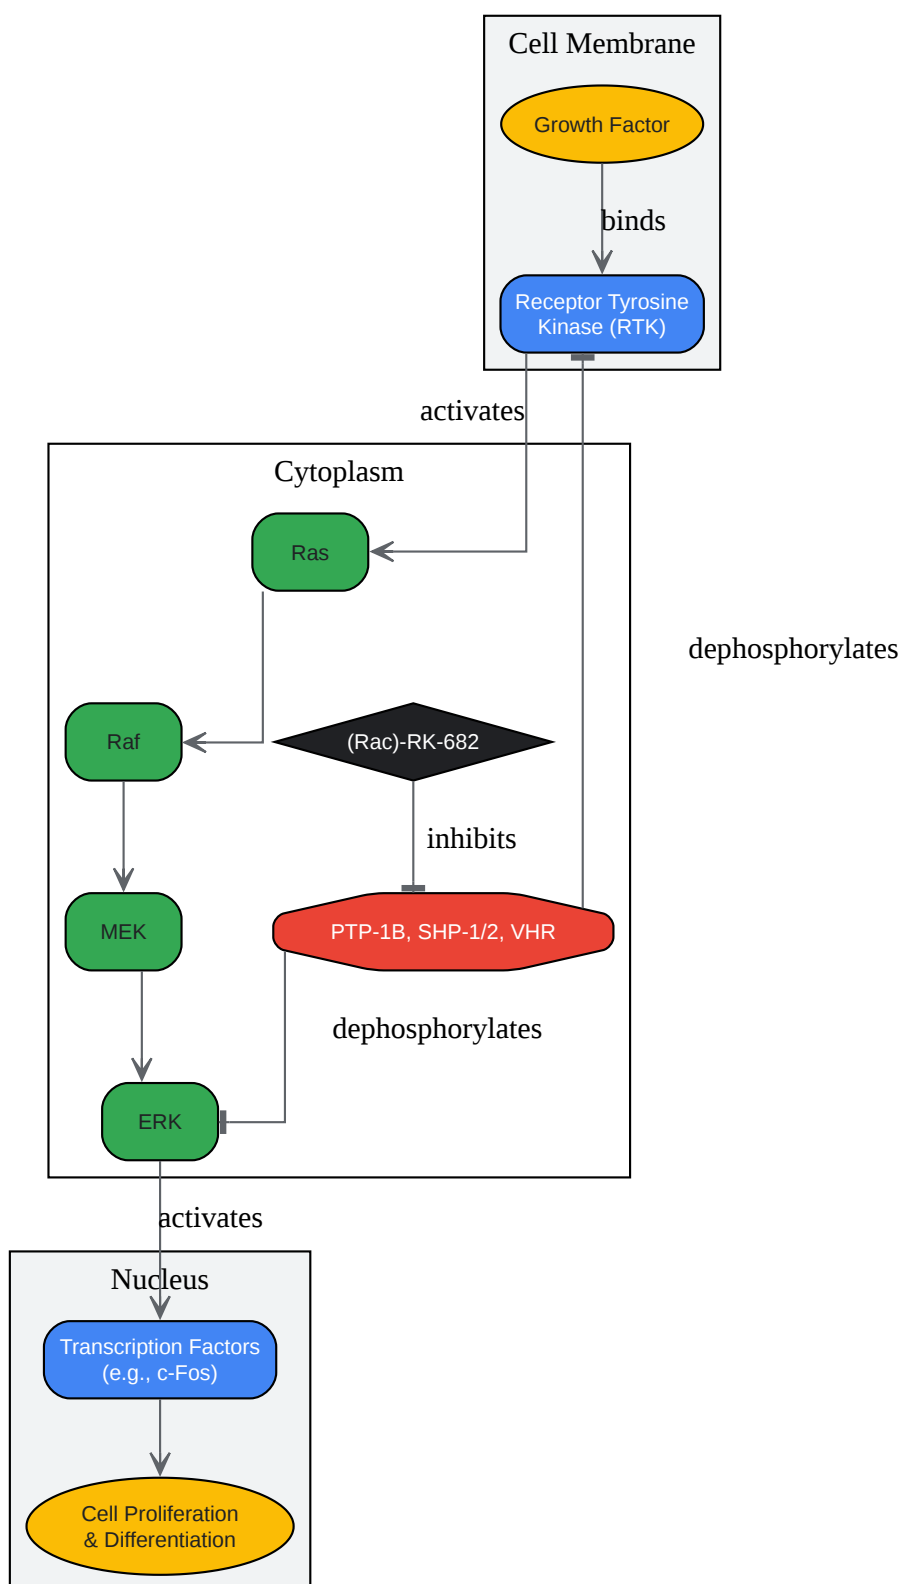 Cell Membrane
Growth Factor
binds
Receptor Tyrosine
Kinase (RTK)
activates
Cytoplasm
Ras
dephosphorylates
Raf
(Rac)-RK-682
inhibits
MEK
PTP-1B, SHP-1/2, VHR
dephosphorylates
ERK
activates
Nucleus
Transcription Factors
(e.g., c-Fos)
Cell Proliferation
& Differentiation